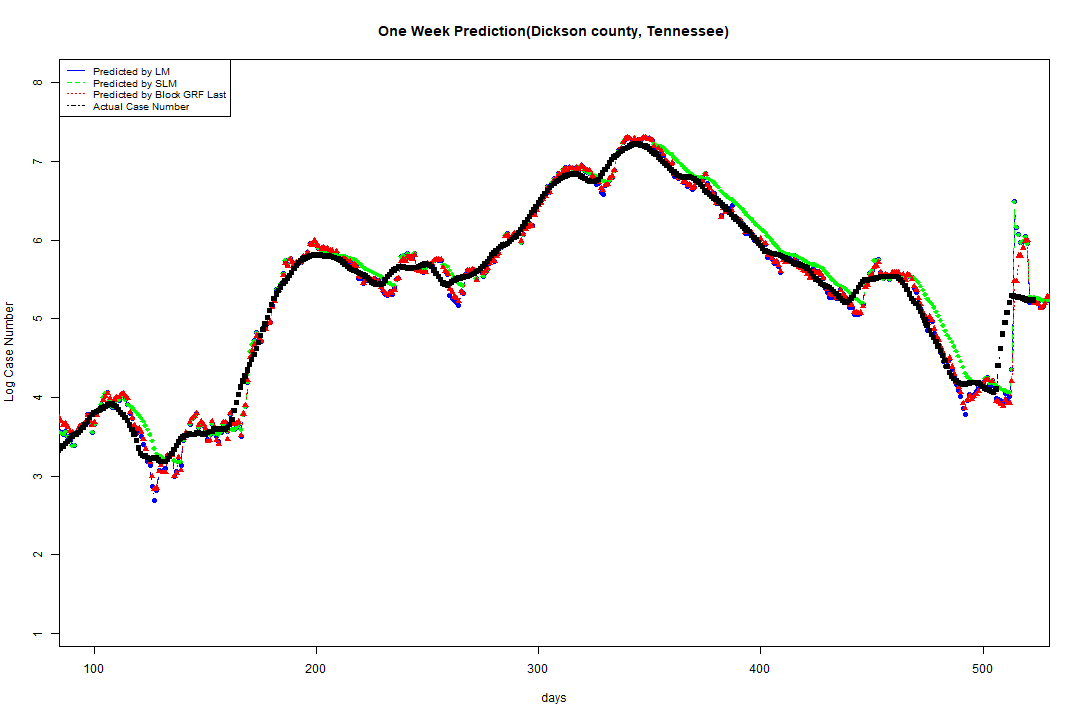 One Week Prediction(Dickson county, Tennessee)
Predicted by LM
Predicted by SLM
Predicted by Block GRF Last
Actual Case Number
Log Case Number
8
7
6
5
4
3
2
1
100 200 300 400 500
days